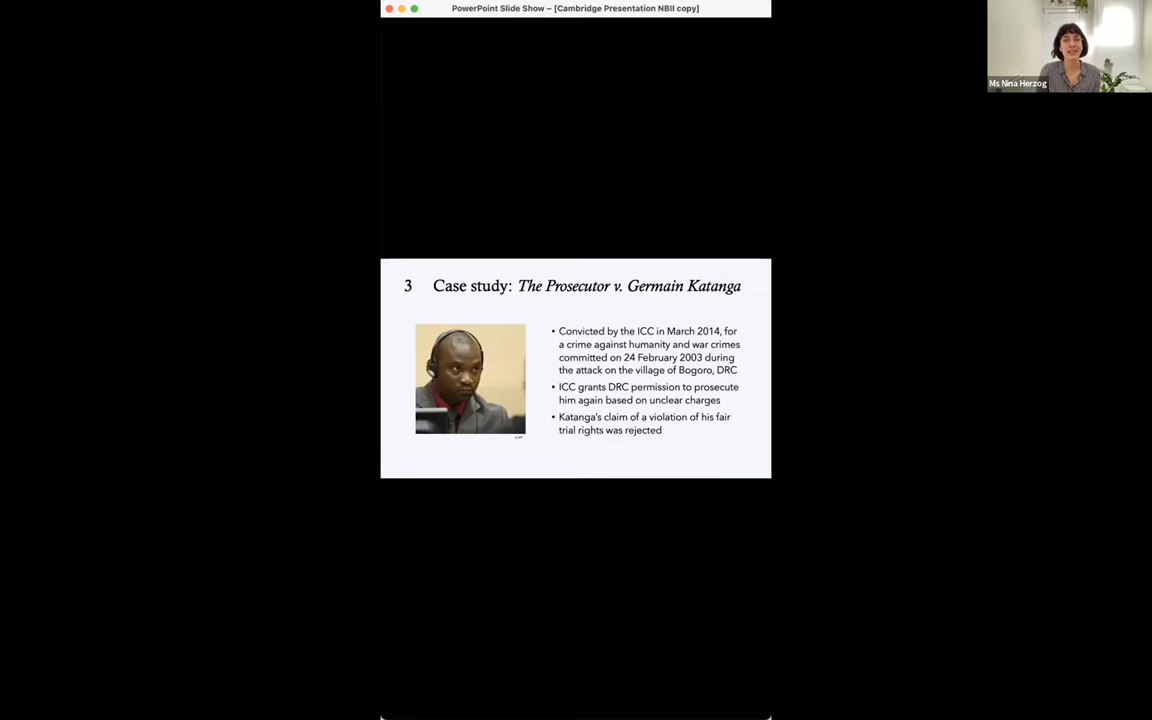 PowerPoint Slide Show – [Cambridge Presentation NBII copy]
Ms Nina Herzog
3 Case study: The Prosecutor v. Germain Katanga
• Convicted by the ICC in March 2014, for
a crime against humanity and war crimes
committed on 24 February 2003 during
the attack on the village of Bogoro, DRC
• ICC grants DRC permission to prosecute
him again based on unclear charges
• Katanga's claim of a violation of his fair
trial rights was rejected